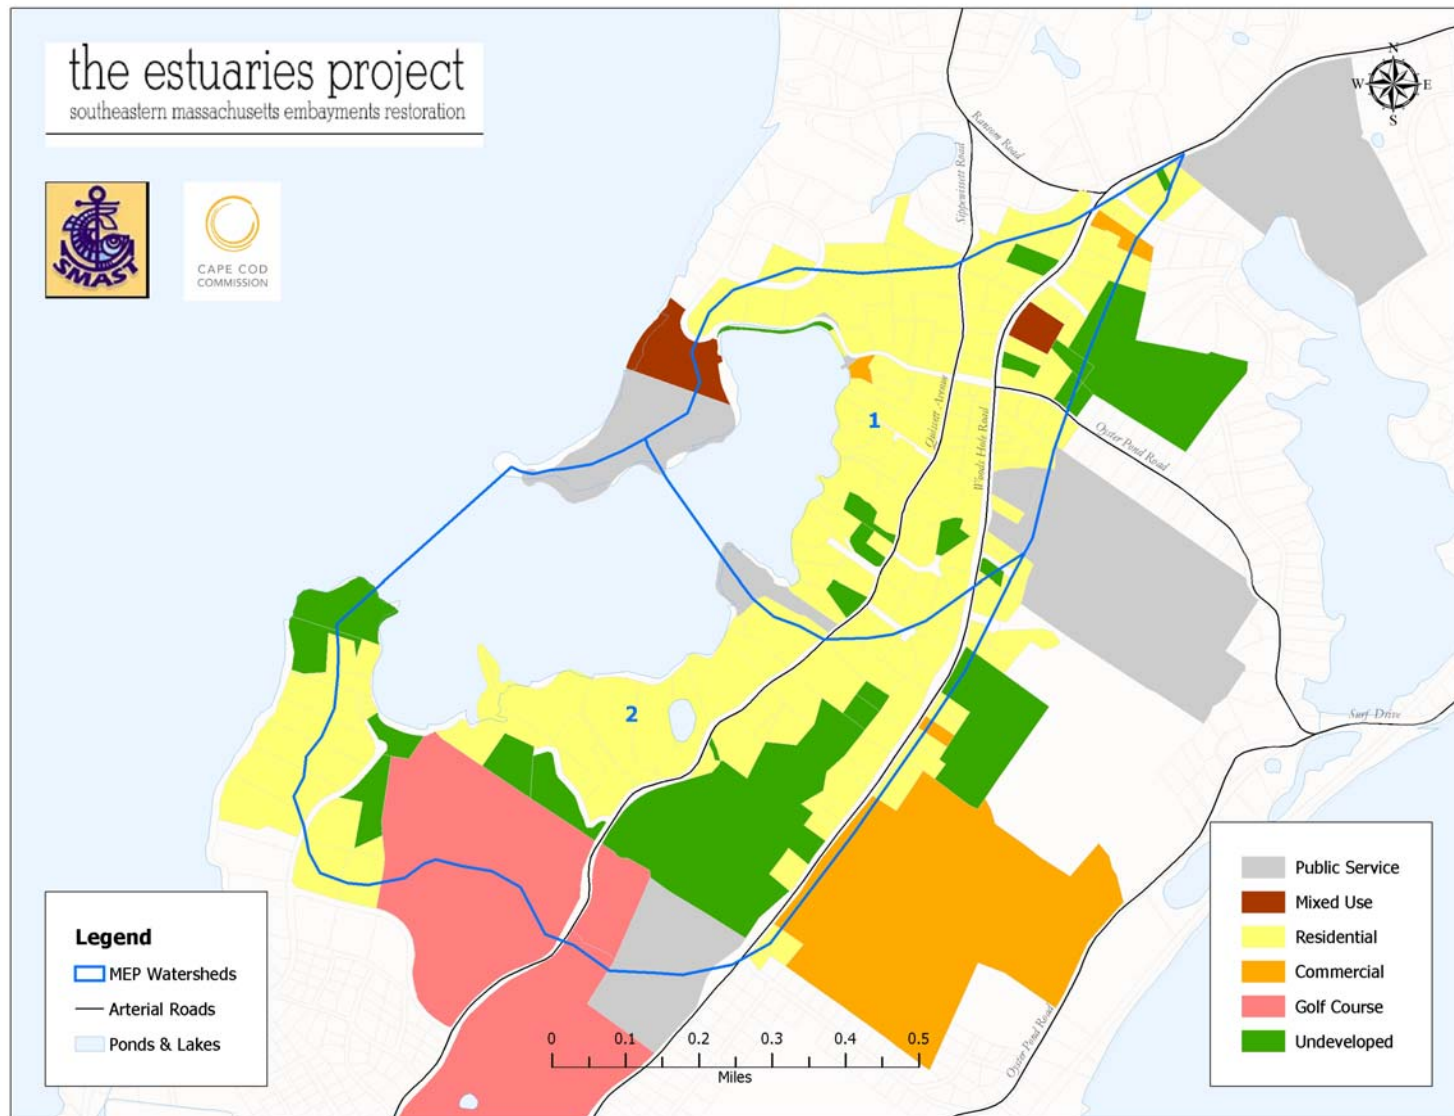 the estuaries project
southeastern massachusetts embayments restoration
SMAST
CAPE COD
COMMISSION
N
W
E
S
Ransom Road
Sippewissett Road
Quissett Avenue
Woods Hole Road
Oyster Pond Road
Surf Drive
Oyster Pond Road
1
2
Legend
MEP Watersheds
Arterial Roads
Ponds & Lakes
0 0.1 0.2 0.3 0.4 0.5
Miles
Public Service
Mixed Use
Residential
Commercial
Golf Course
Undeveloped